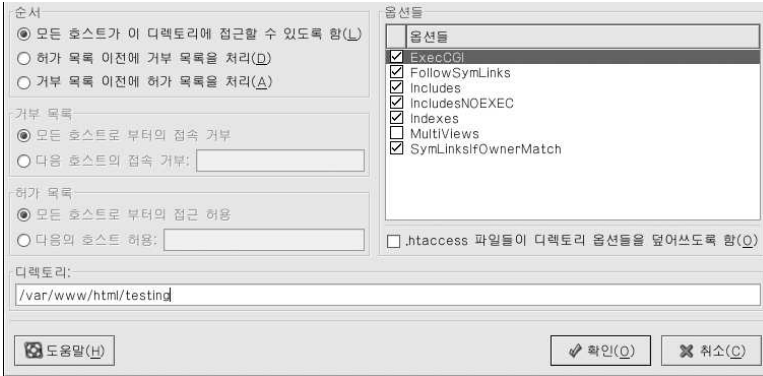 순서
모든 호스트가 이 디렉토리에 접근할 수 있도록 함(L)
허가 목록 이전에 거부 목록을 처리(D)
거부 목록 이전에 허가 목록을 처리(A)
거부 목록
모든 호스트로 부터의 접속 거부
다음 호스트의 접속 거부:
허가 목록
모든 호스트로 부터의 접근 허용
다음의 호스트 허용:
옵션들
옵션들
ExecCGI
FollowSymLinks
Includes
IncludesNOEXEC
Indexes
MultiViews
SymLinksIfOwnerMatch
.htaccess 파일들이 디렉토리 옵션들을 덮어쓰도록 함(O)
디렉토리:
/var/www/html/testing
도움말(H)
확인(O)
취소(C)